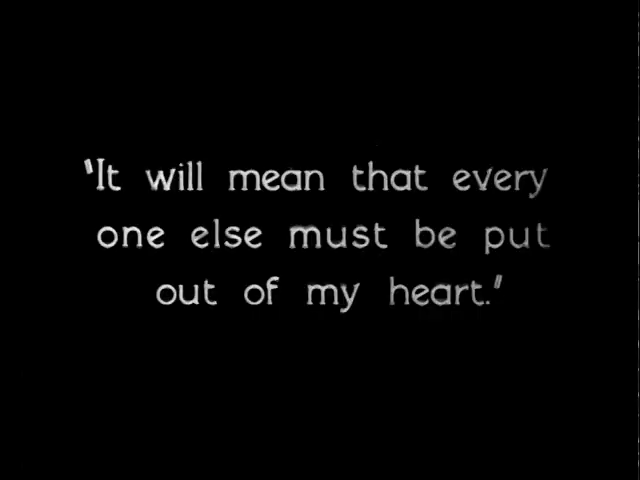 "It will mean that every
one else must be put
out of my heart."